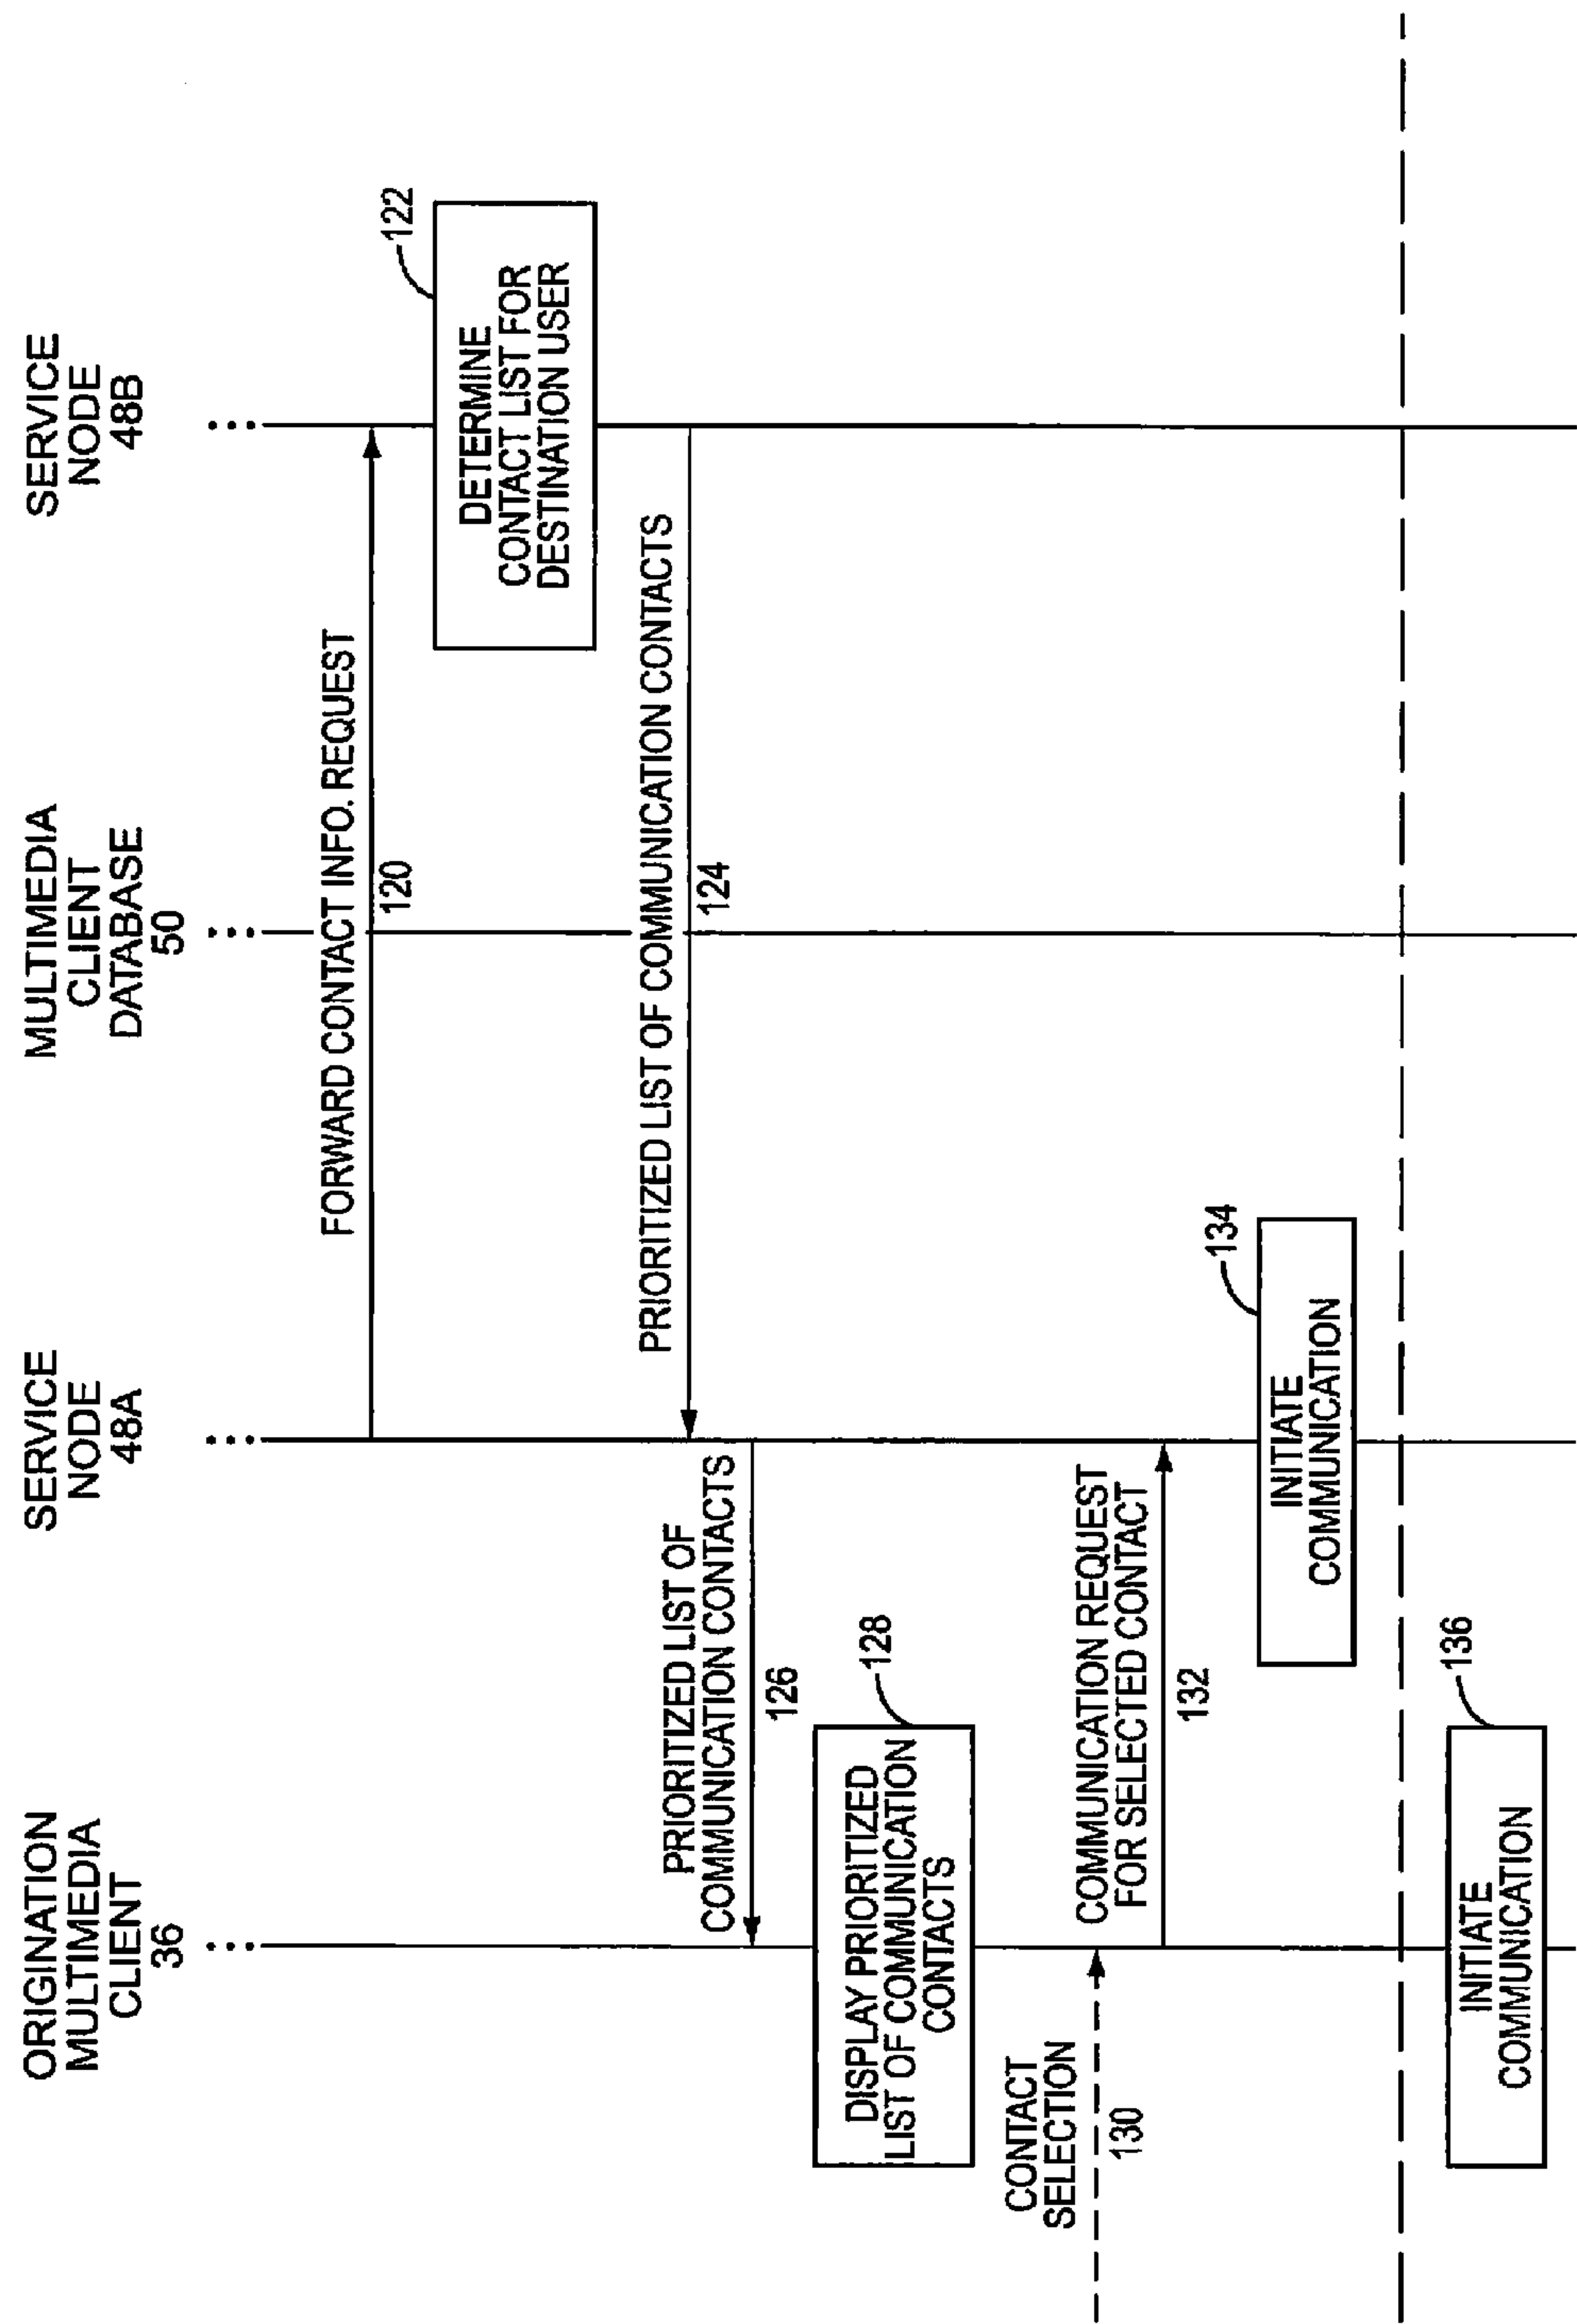 ORIGINATION
MULTIMEDIA
CLIENT
36
SERVICE
NODE
48A
MULTIMEDIA
CLIENT
DATABASE
50
SERVICE
NODE
48B
FORWARD CONTACT INFO. REQUEST
120
DETERMINE
CONTACT LIST FOR
DESTINATION USER
122
PRIORITIZED LIST OF COMMUNICATION CONTACTS
124
PRIORITIZED LIST OF
COMMUNICATION CONTACTS
126
DISPLAY PRIORITIZED
LIST OF COMMUNICATION
CONTACTS
128
CONTACT
SELECTION
130
COMMUNICATION REQUEST
FOR SELECTED CONTACT
132
INITIATE
COMMUNICATION
134
INITIATE
COMMUNICATION
136